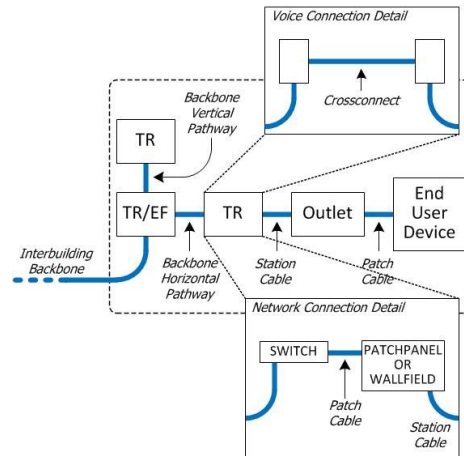 Voice Connection Detail
Crossconnect
Backbone
Vertical
Pathway
TR
TR/EF
TR
Outlet
End
User
Device
Interbuilding
Backbone
Backbone
Horizontal
Pathway
Station
Cable
Patch
Cable
Network Connection Detail
SWITCH
PATCHPANEL
OR
WALLFIELD
Patch
Cable
Station
Cable